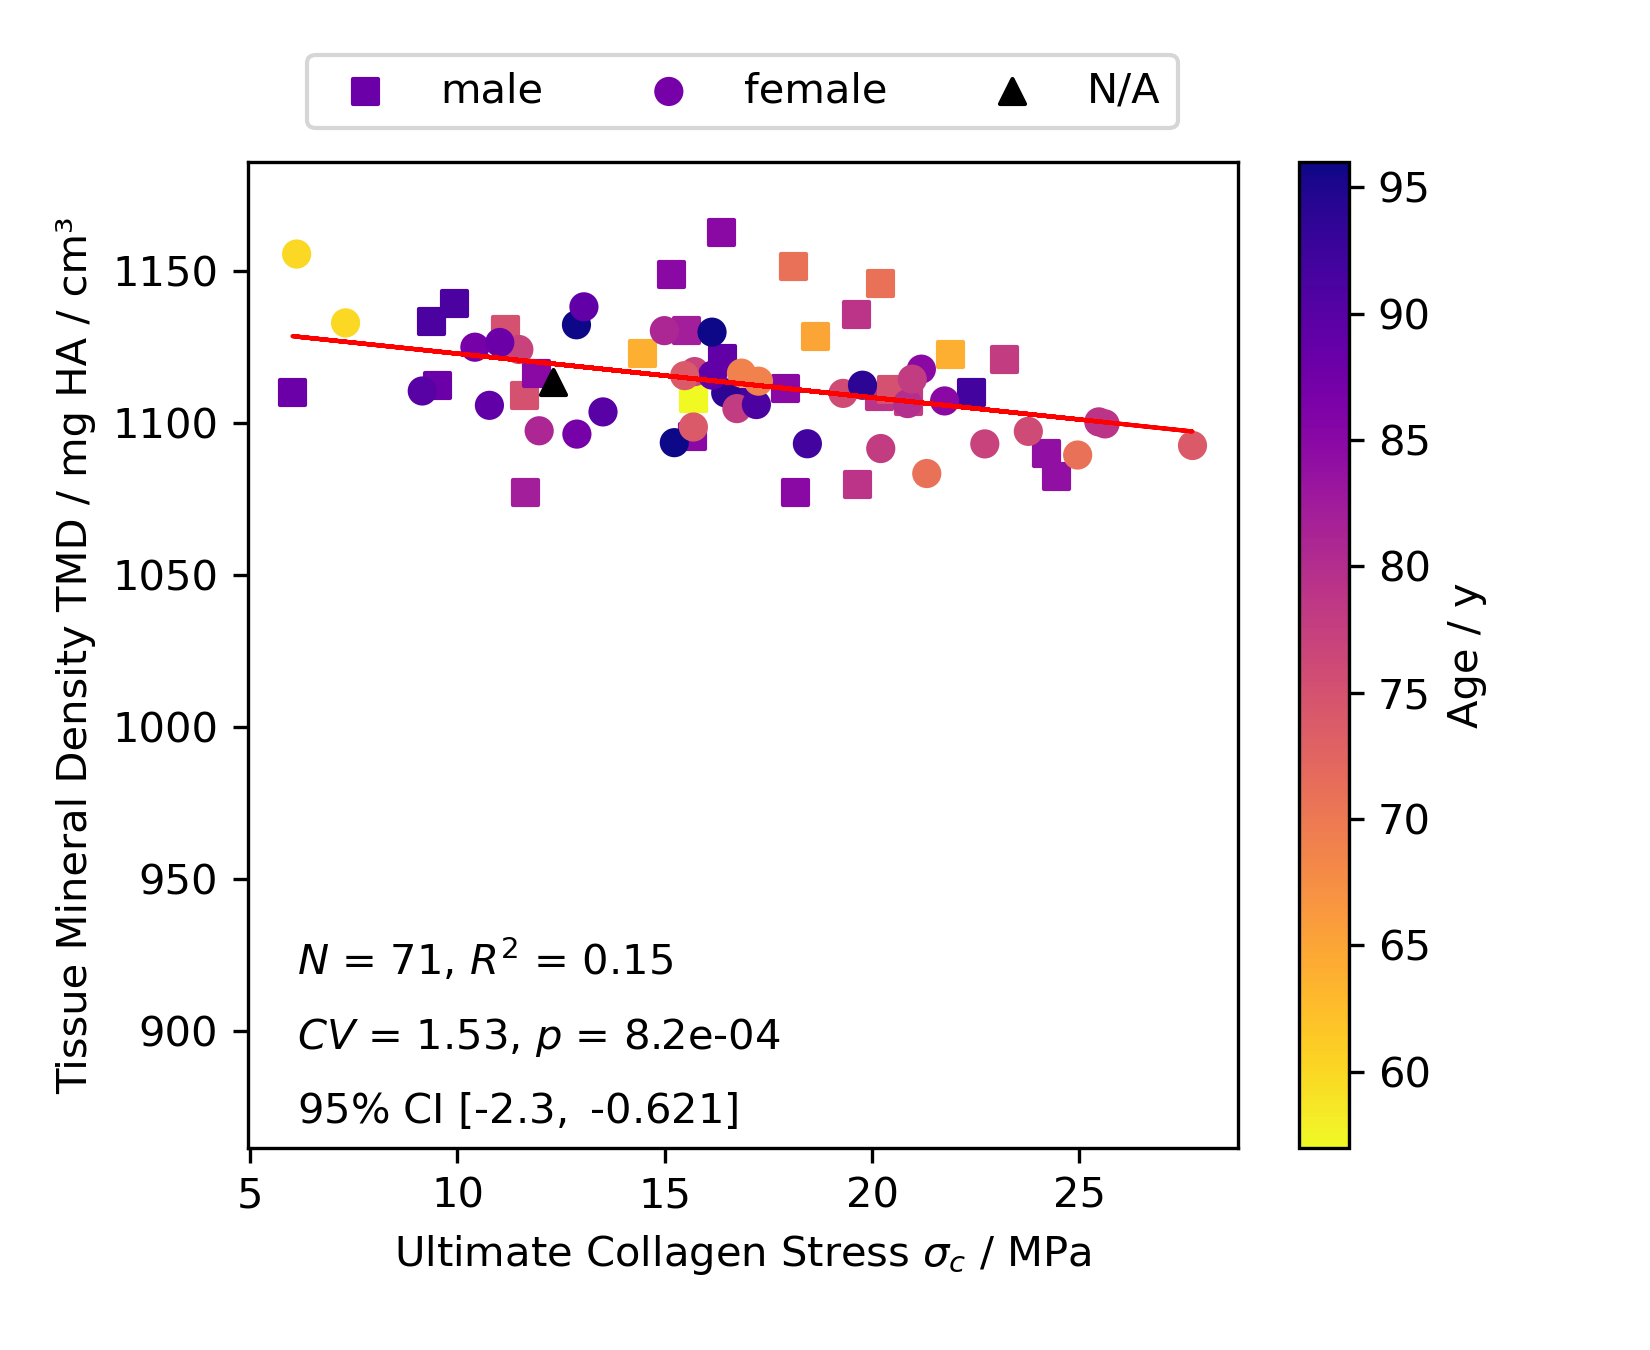 male female N/A
Tissue Mineral Density TMD / mg HA / cm³
1150
1100
1050
1000
950
900
N = 71, R² = 0.15
CV = 1.53, p = 8.2e-04
95% CI [-2.3, -0.621]
5 10 15 20 25
Ultimate Collagen Stress σc / MPa
95
90
85
80
75
70
65
60
Age / y